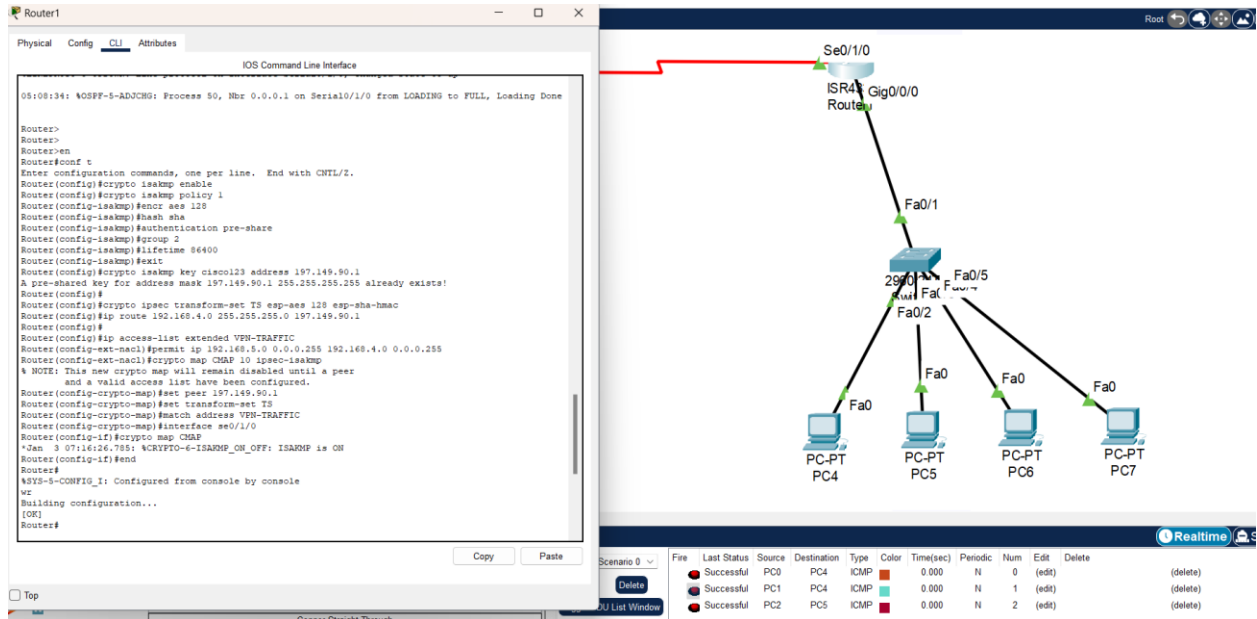 Router1
Physical Config CLI Attributes
IOS Command Line Interface
05:08:34: %OSPF-5-ADJCHG: Process 50, Nbr 0.0.0.1 on Serial0/1/0 from LOADING to FULL, Loading Done
Router>
Router>
Router>en
Router#conf t
Enter configuration commands, one per line. End with CNTL/Z.
Router(config)#crypto isakmp enable
Router(config)#crypto isakmp policy 1
Router(config-isakmp)#encr aes 128
Router(config-isakmp)#hash sha
Router(config-isakmp)#authentication pre-share
Router(config-isakmp)#group 2
Router(config-isakmp)#lifetime 86400
Router(config-isakmp)#exit
Router(config)#crypto isakmp key cisco123 address 197.149.90.1
A pre-shared key for address mask 197.149.90.1 255.255.255.255 already exists!
Router(config)#
Router(config)#crypto ipsec transform-set TS esp-aes 128 esp-sha-hmac
Router(config)#ip route 192.168.4.0 255.255.255.0 197.149.90.1
Router(config)#
Router(config)#ip access-list extended VPN-TRAFFIC
Router(config-ext-nacl)#permit ip 192.168.5.0 0.0.0.255 192.168.4.0 0.0.0.255
Router(config-ext-nacl)#crypto map CMAP 10 ipsec-isakmp
% NOTE: This new crypto map will remain disabled until a peer
and a valid access list have been configured.
Router(config-crypto-map)#set peer 197.149.90.1
Router(config-crypto-map)#set transform-set TS
Router(config-crypto-map)#match address VPN-TRAFFIC
Router(config-crypto-map)#interface se0/1/0
Router(config-if)#crypto map CMAP
*Jan 3 07:16:26.785: %CRYPTO-6-ISAKMP_ON_OFF: ISAKMP is ON
Router(config-if)#end
Router#
%SYS-5-CONFIG_I: Configured from console by console
wr
Building configuration...
[OK]
Router#
Copy Paste
Top
Root
Se0/1/0
ISR43
Gig0/0/0
Fa0/1
Fa0/5
Fa0/2
Fa0
Fa0
Fa0
Fa0
PC-PT
PC4
PC-PT
PC5
PC-PT
PC6
PC-PT
PC7
Realtime
Scenario 0
Delete
DU List Window
Fire Last Status Source Destination Type Color Time(sec) Periodic Num Edit Delete
Successful PC0 PC4 ICMP 0.000 N 0 (edit) (delete)
Successful PC1 PC4 ICMP 0.000 N 1 (edit) (delete)
Successful PC2 PC5 ICMP 0.000 N 2 (edit) (delete)